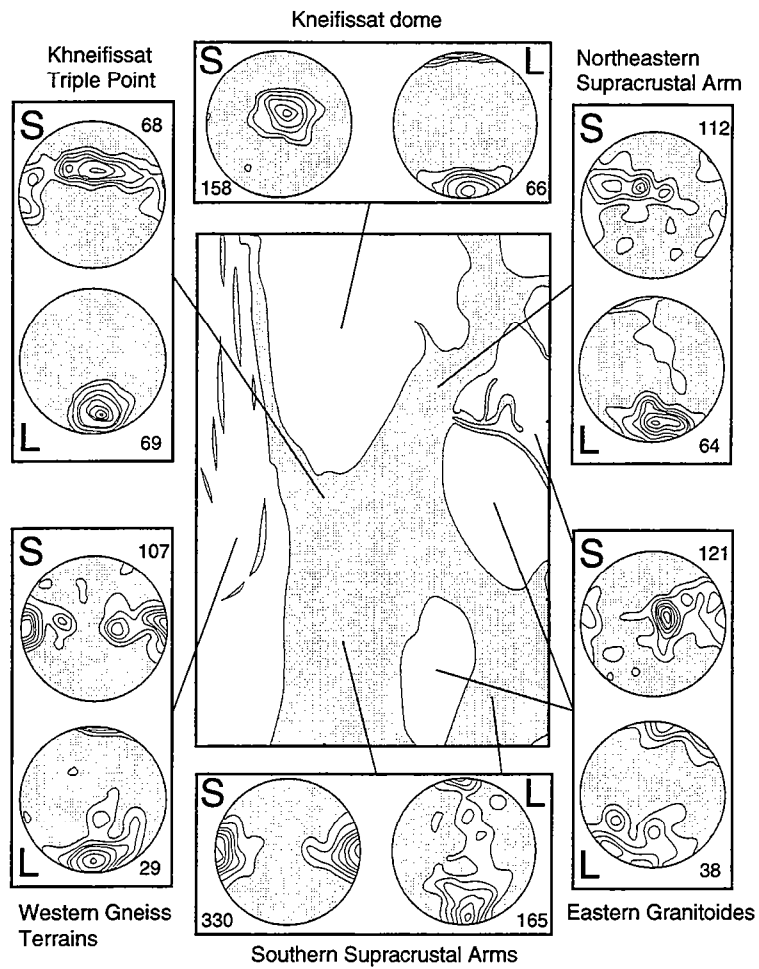 Kneifissat dome
Khneifissat
Triple Point
Northeastern
Supracrustal Arm
S
L
158
66
S
68
L
69
S
112
L
64
S
107
L
29
S
121
L
38
S
L
330
165
Western Gneiss
Terrains
Southern Supracrustal Arms
Eastern Granitoides